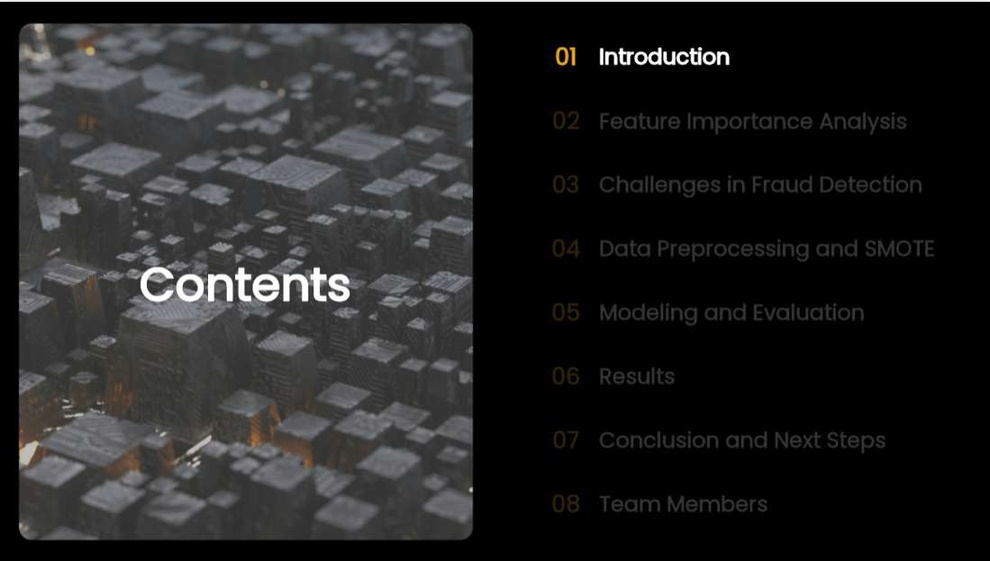 Contents
01 Introduction
02 Feature Importance Analysis
03 Challenges in Fraud Detection
04 Data Preprocessing and SMOTE
05 Modeling and Evaluation
06 Results
07 Conclusion and Next Steps
08 Team Members